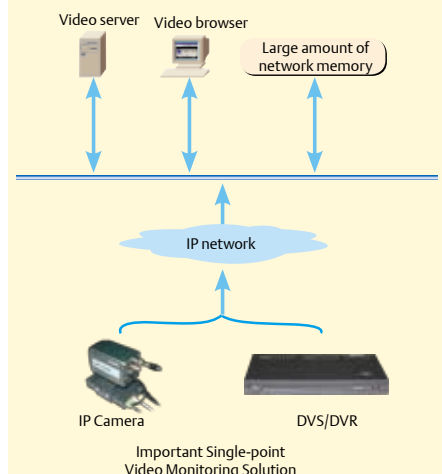 Video server
Video browser
Large amount of
network memory
IP network
IP Camera
DVS/DVR
Important Single-point
Video Monitoring Solution